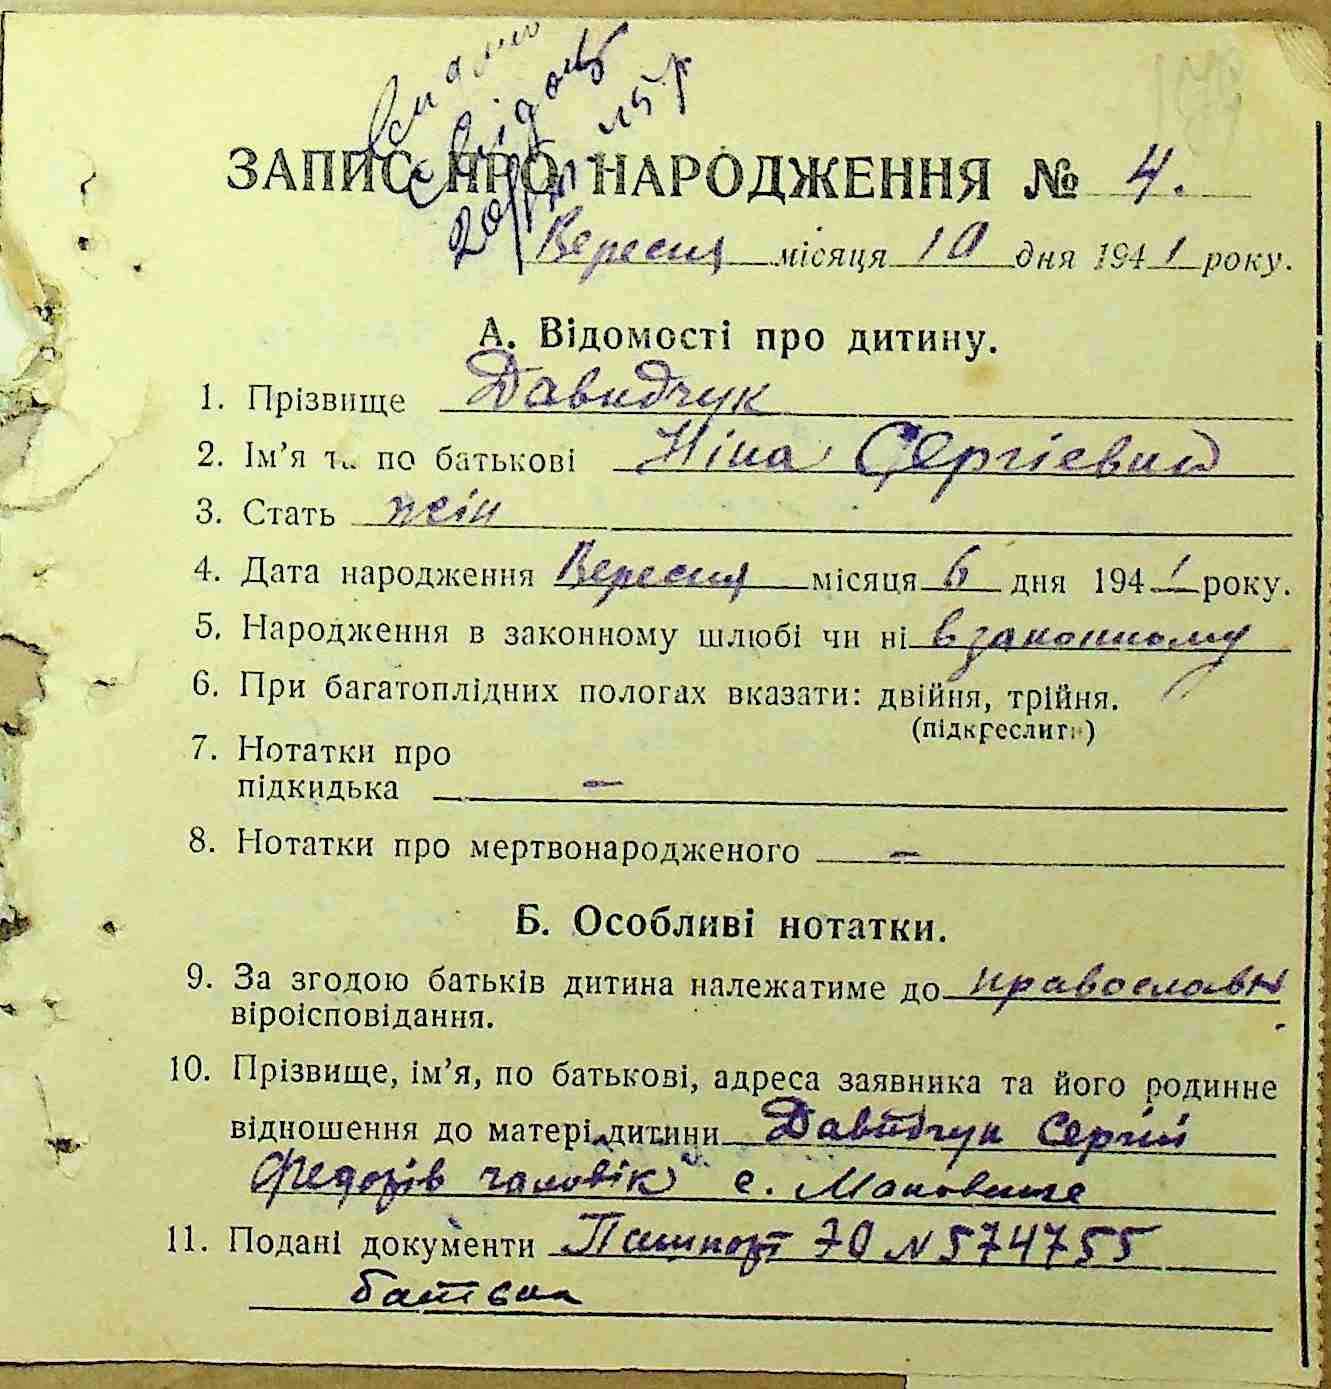 ЗАПИС ПРО НАРОДЖЕННЯ № 4.
Вересня місяця 10 дня 1941 року.
А. Відомості про дитину.
1. Прізвище Давидчук
2. Ім'я та по батькові Ніна Сергієвна
3. Стать жін
4. Дата народження Вересня місяця 6 дня 1941 року.
5. Народження в законному шлюбі чи ні в законному
6. При багатоплідних пологах вказати: двійня, трійня.
(підкреслити)
7. Нотатки про
підкидька –
8. Нотатки про мертвонародженого –
Б. Особливі нотатки.
9. За згодою батьків дитина належатиме до православн
віроісповідання.
10. Прізвище, ім'я, по батькові, адреса заявника та його родинне
відношення до матері дитини Давидчук Сергій
чоловік с.
11. Подані документи Пашпорт 70 N 574755
батька